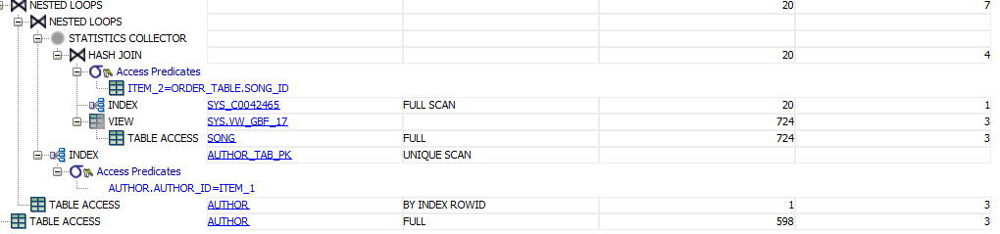 NESTED LOOPS 20 7
NESTED LOOPS
STATISTICS COLLECTOR
HASH JOIN 20 4
Access Predicates
ITEM_2=ORDER_TABLE.SONG_ID
INDEX SYS_C0042465 FULL SCAN 20 1
VIEW SYS.VW_GBF_17 724 3
TABLE ACCESS SONG FULL 724 3
INDEX AUTHOR_TAB_PK UNIQUE SCAN
Access Predicates
AUTHOR.AUTHOR_ID=ITEM_1
TABLE ACCESS AUTHOR BY INDEX ROWID 1 3
TABLE ACCESS AUTHOR FULL 598 3